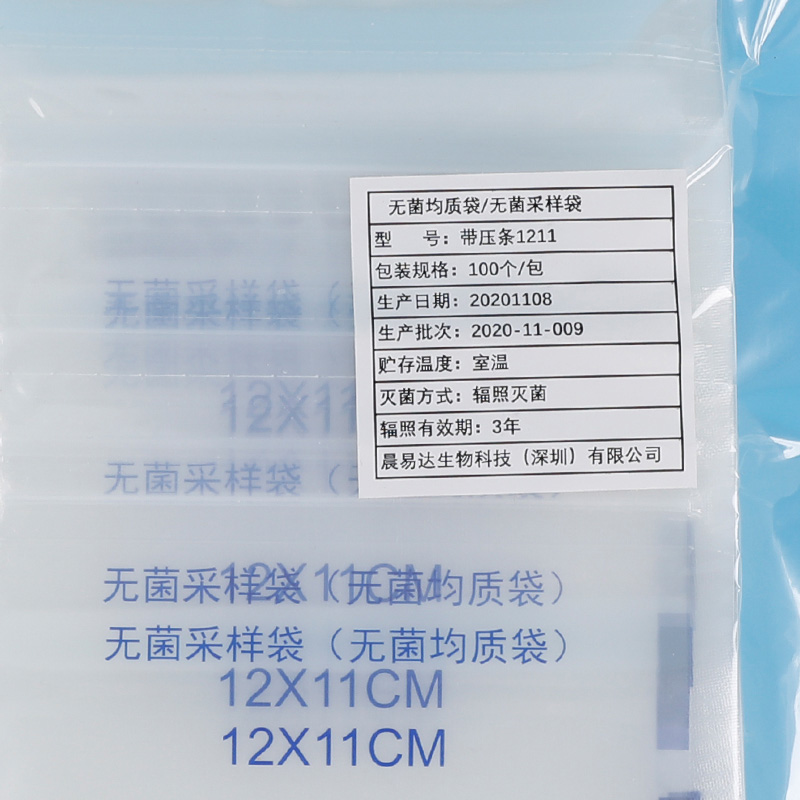 无菌均质袋/无菌采样袋
型 号：带压条1211
包装规格：100个/包
生产日期：20201108
生产批次：2020-11-009
贮存温度：室温
灭菌方式：辐照灭菌
辐照有效期：3年
晨易达生物科技（深圳）有限公司
无菌采样袋（无
12X11
无菌采样袋（无
12X11CM
无菌采样袋（无菌均质袋）
无菌采样袋（无菌均质袋）
12X11CM
12X11CM